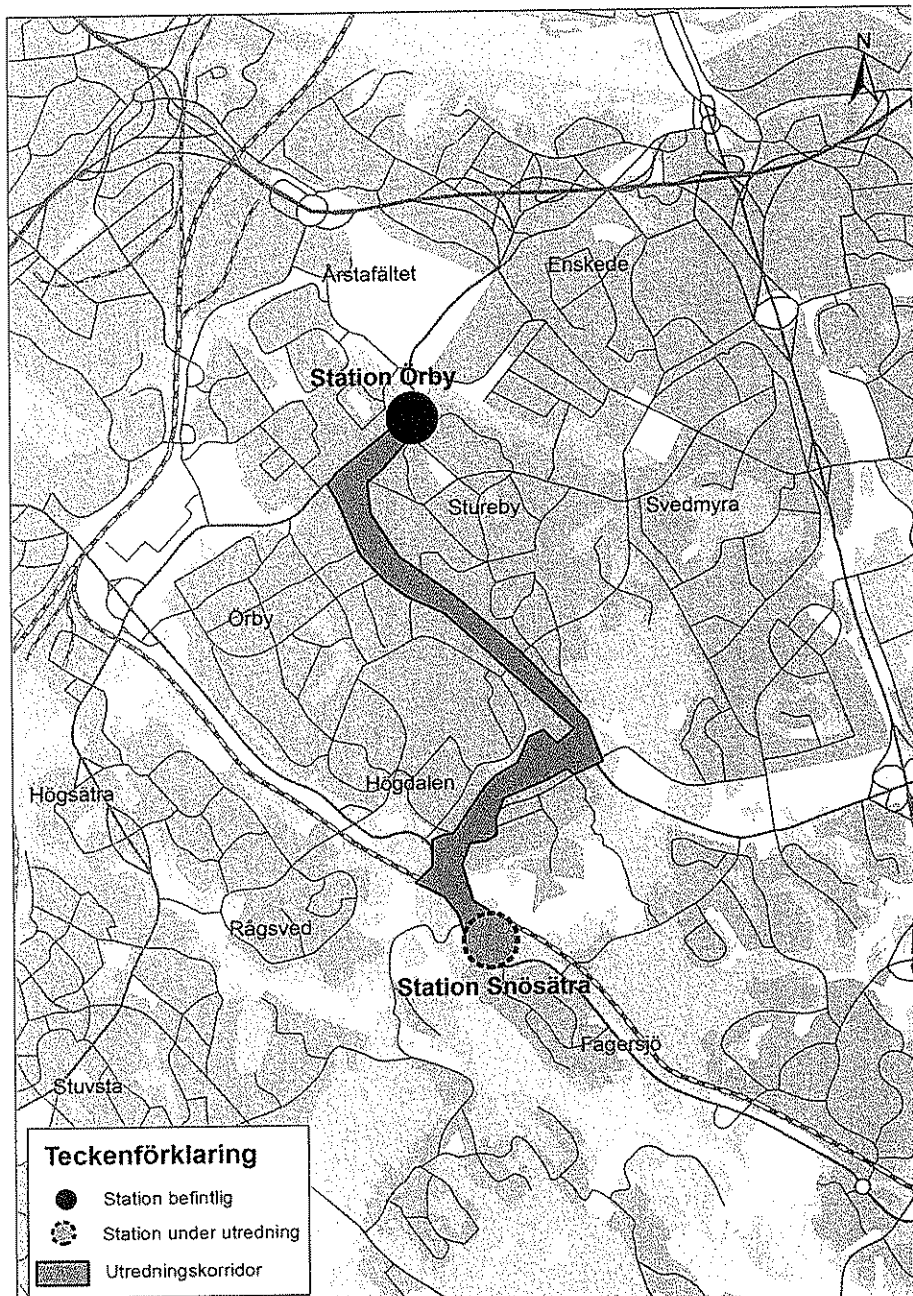 N
Årstafältet
Enskede
Station Örby
Stureby
Svedmyra
Örby
Högdalen
Högsätra
Rågsved
Station Snösätra
Fagersjö
Stuvsta
Teckenförklaring
Station befintlig
Station under utredning
Utredningskorridor